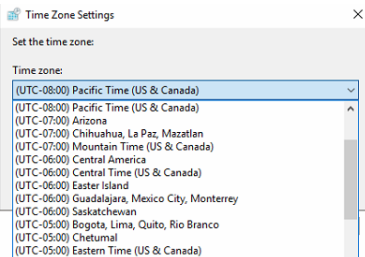 Time Zone Settings
Set the time zone:
Time zone:
(UTC-08:00) Pacific Time (US & Canada)
(UTC-08:00) Pacific Time (US & Canada)
(UTC-07:00) Arizona
(UTC-07:00) Chihuahua, La Paz, Mazatlan
(UTC-07:00) Mountain Time (US & Canada)
(UTC-06:00) Central America
(UTC-06:00) Central Time (US & Canada)
(UTC-06:00) Easter Island
(UTC-06:00) Guadalajara, Mexico City, Monterrey
(UTC-06:00) Saskatchewan
(UTC-05:00) Bogota, Lima, Quito, Rio Branco
(UTC-05:00) Chetumal
(UTC-05:00) Eastern Time (US & Canada)